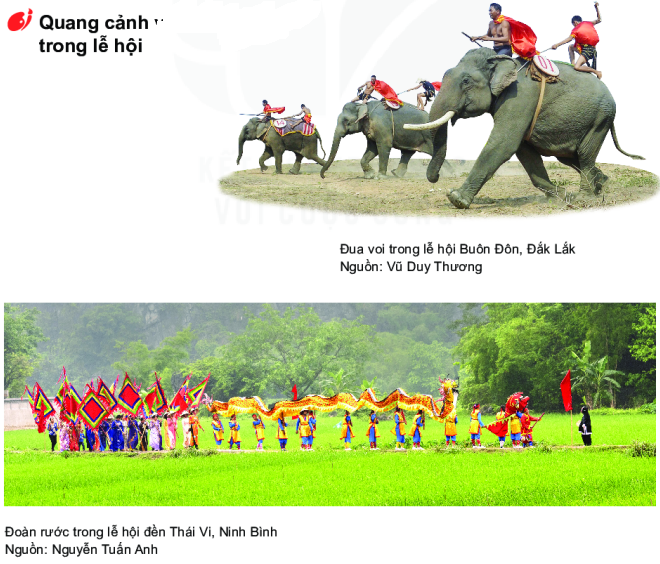 Quang cảnh
trong lễ hội
Đua voi trong lễ hội Buôn Đôn, Đắk Lắk
Nguồn: Vũ Duy Thương
Đoàn rước trong lễ hội đền Thái Vi, Ninh Bình
Nguồn: Nguyễn Tuấn Anh